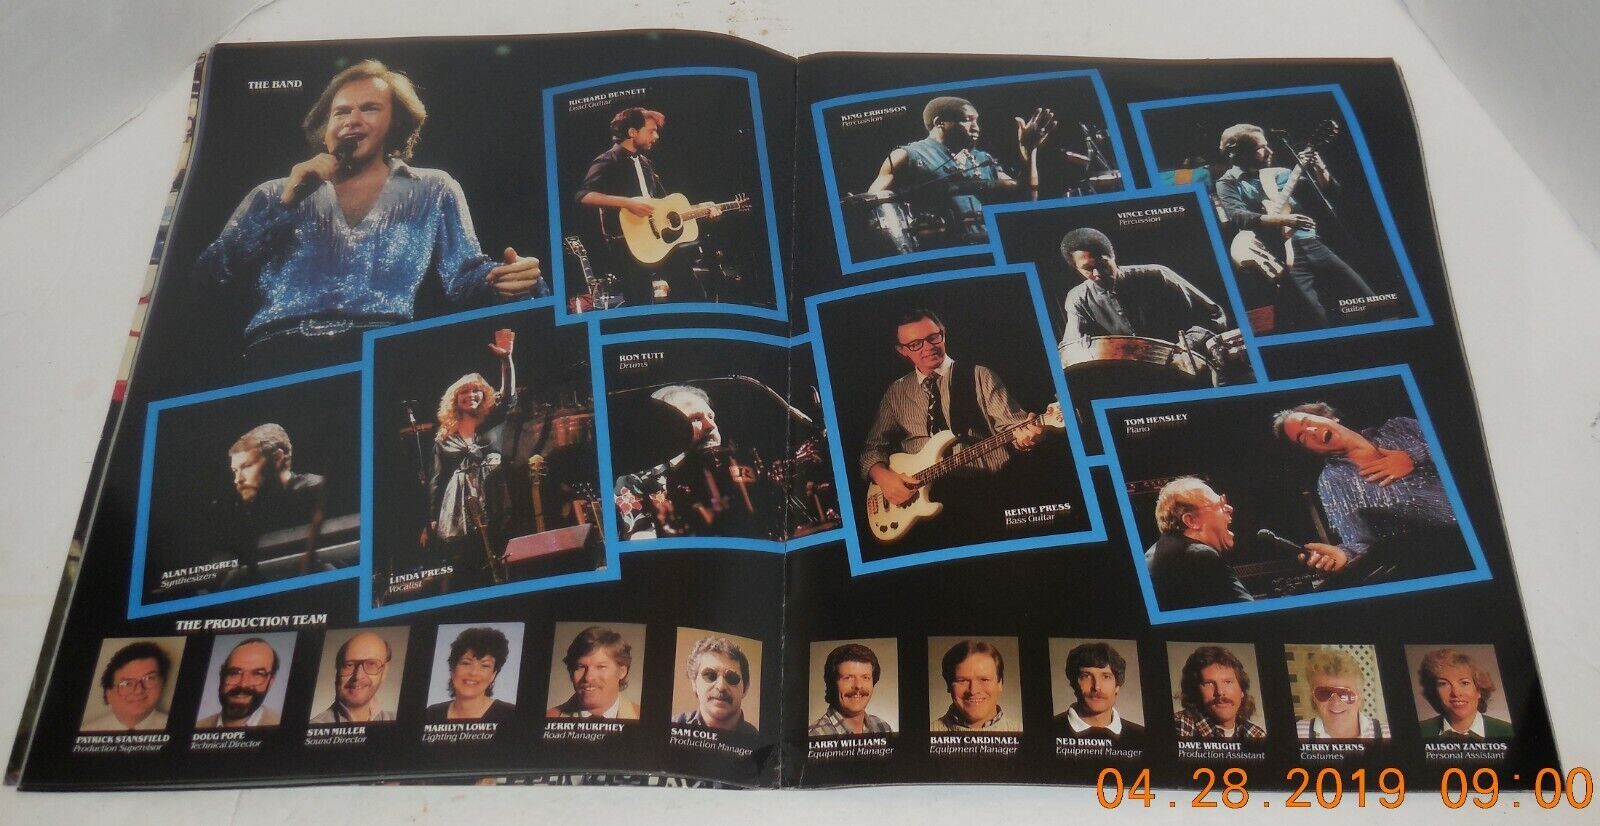 THE BAND
RICHARD BENNETT
Lead Guitar
KING ERRISSON
Percussion
VINCE CHARLES
Percussion
DOUG RHONE
Guitar
RON TUTT
Drums
TOM HENSLEY
Piano
REINIE PRESS
Bass Guitar
ALAN LINDGREN
Synthesizers
LINDA PRESS
Vocalist
THE PRODUCTION TEAM
PATRICK STANSFIELD
Production Supervisor
DOUG POPE
Technical Director
STAN MILLER
Sound Director
MARILYN LOWEY
Lighting Director
JERRY MURPHEY
Road Manager
SAM COLE
Production Manager
LARRY WILLIAMS
Equipment Manager
BARRY CARDINAEL
Equipment Manager
NED BROWN
Equipment Manager
DAVE WRIGHT
Production Assistant
JERRY KERNS
Costumes
ALISON ZANETOS
Personal Assistant
04.28.2019 09:00